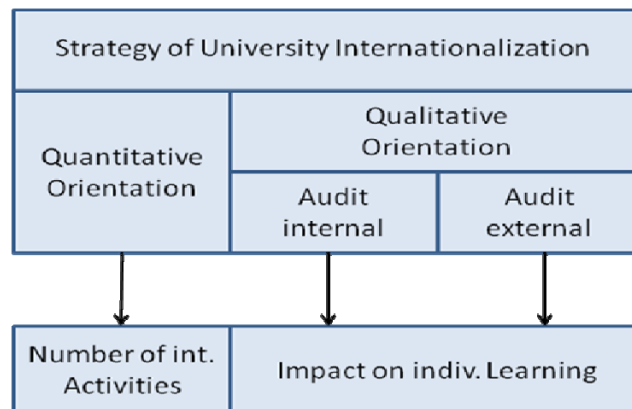 Strategy of University Internationalization
Quantitative
Orientation
Qualitative
Orientation
Audit
internal
Audit
external
Number of int.
Activities
Impact on indiv. Learning